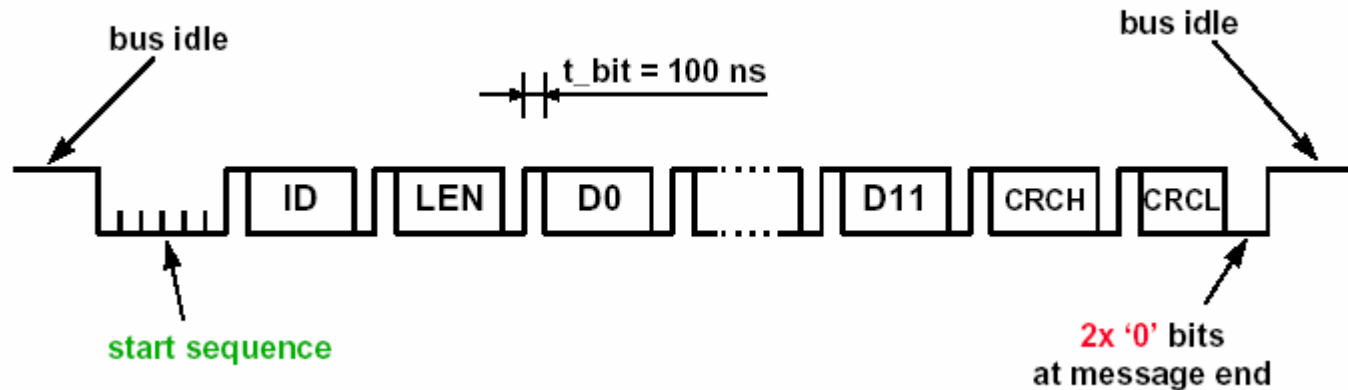 bus idle
bus idle
t_bit = 100 ns
ID
LEN
D0
D11
CRCH
CRCL
start sequence
2x ‘0’ bits
at message end